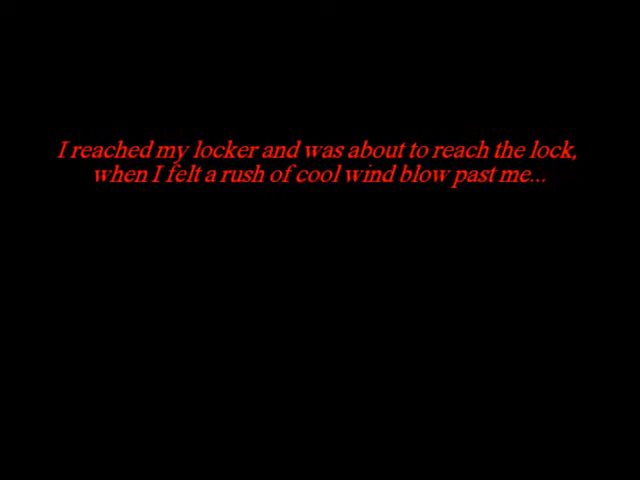 I reached my locker and was about to reach the lock,
when I felt a rush of cool wind blow past me...